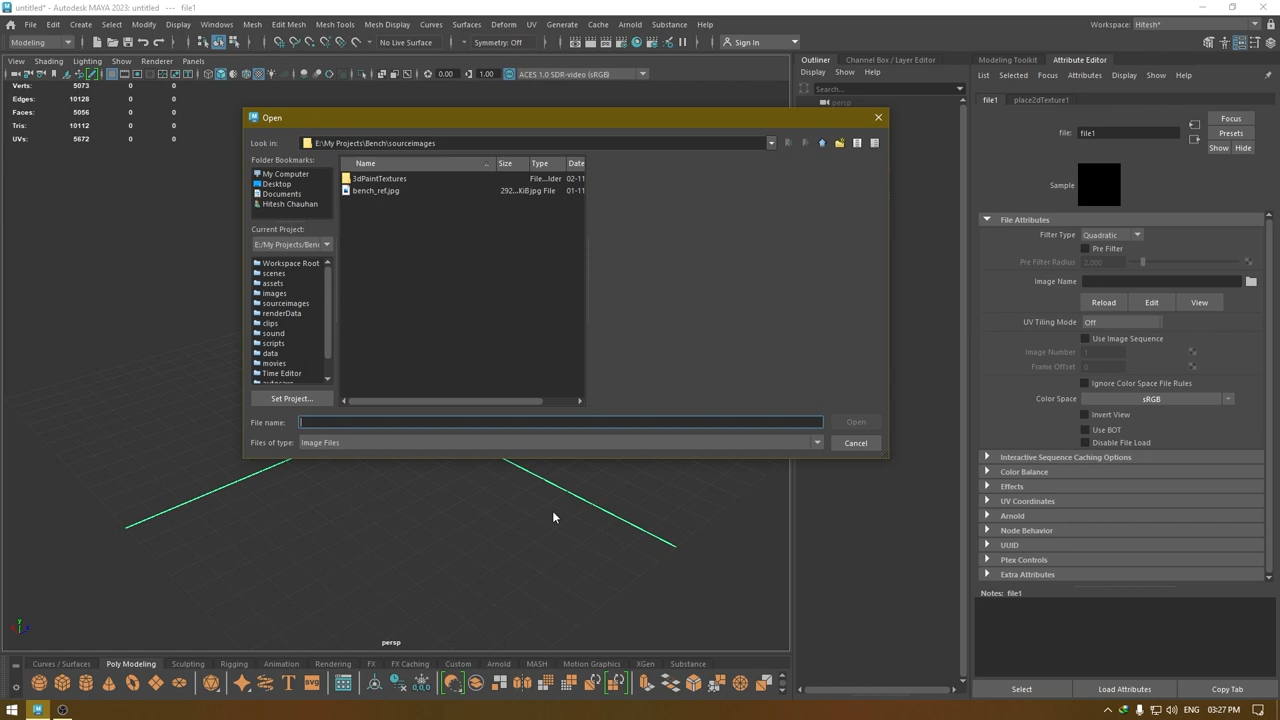 untitled* - Autodesk MAYA 2023: untitled --- file1
File Edit Create Select Modify Display Windows Mesh Edit Mesh Mesh Tools Mesh Display Curves Surfaces Deform UV Generate Cache Arnold Substance Help
Workspace: Hitesh*
Modeling
No Live Surface
Symmetry: Off
Sign In
View Shading Lighting Show Renderer Panels
0.00
1.00
ACES 1.0 SDR-video (sRGB)
Verts: 5073 0 0
Edges: 10128 0 0
Faces: 5056 0 0
Tris: 10112 0 0
UVs: 5672 0 0
Open
Look in: E:\My Projects\Bench\sourceimages
Folder Bookmarks:
My Computer
Desktop
Documents
Hitesh Chauhan
Current Project:
E:/My Projects/Benc
Workspace Root
scenes
assets
images
sourceimages
renderData
clips
sound
scripts
data
movies
Time Editor
autosave
Set Project...
Name Size Type Date
3dPaintTextures File...lder 02-11
bench_ref.jpg 292...KiB jpg File 01-11
File name:
Open
Files of type: Image Files
Cancel
persp
Outliner
Channel Box / Layer Editor
Display Show Help
Search...
persp
Modeling Toolkit
Attribute Editor
List Selected Focus Attributes Display Show Help
file1
place2dTexture1
file: file1
Focus
Presets
Show Hide
Sample
File Attributes
Filter Type Quadratic
Pre Filter
Pre Filter Radius 2.000
Image Name
Reload
Edit
View
UV Tiling Mode Off
Use Image Sequence
Image Number 1
Frame Offset 0
Ignore Color Space File Rules
Color Space sRGB
Invert View
Use BOT
Disable File Load
Interactive Sequence Caching Options
Color Balance
Effects
UV Coordinates
Arnold
Node Behavior
UUID
Ptex Controls
Extra Attributes
Notes: file1
Select
Load Attributes
Copy Tab
Curves / Surfaces Poly Modeling Sculpting Rigging Animation Rendering FX FX Caching Custom Arnold MASH Motion Graphics XGen Substance
ENG 03:27 PM